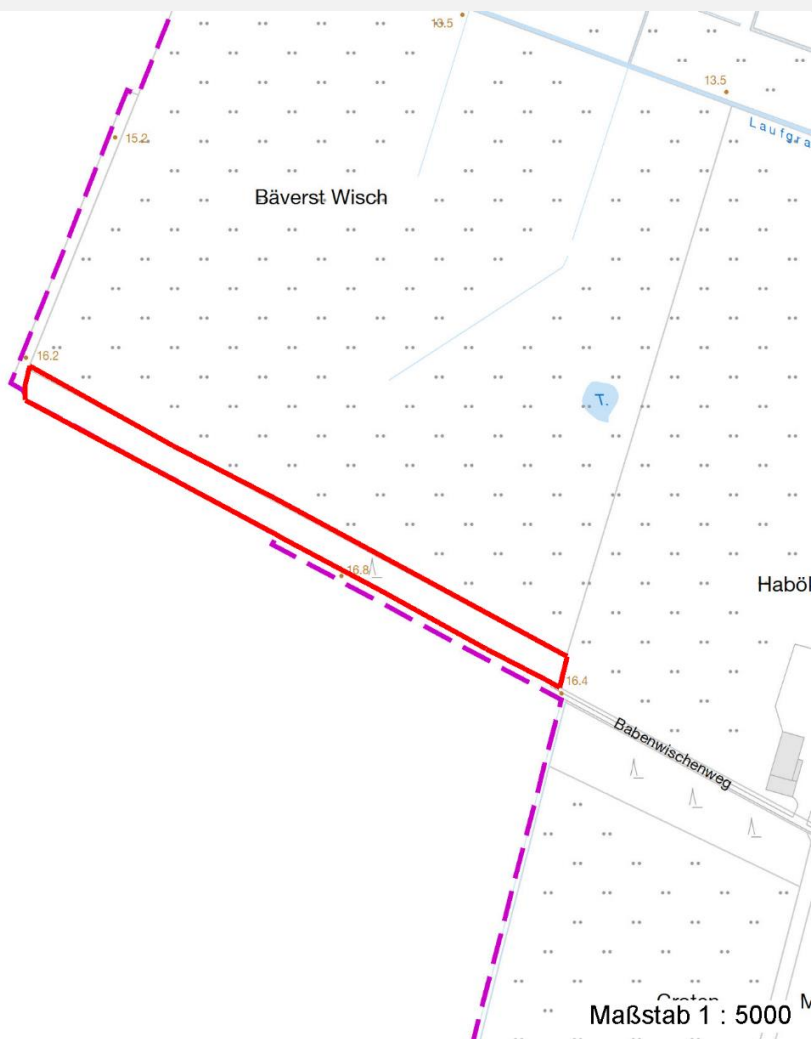 13.5
13.5
Laufgra
15.2
Bäverst Wisch
16.2
T.
16.8
Haböl
16.4
Babenwischenweg
M
Maßstab 1 : 5000